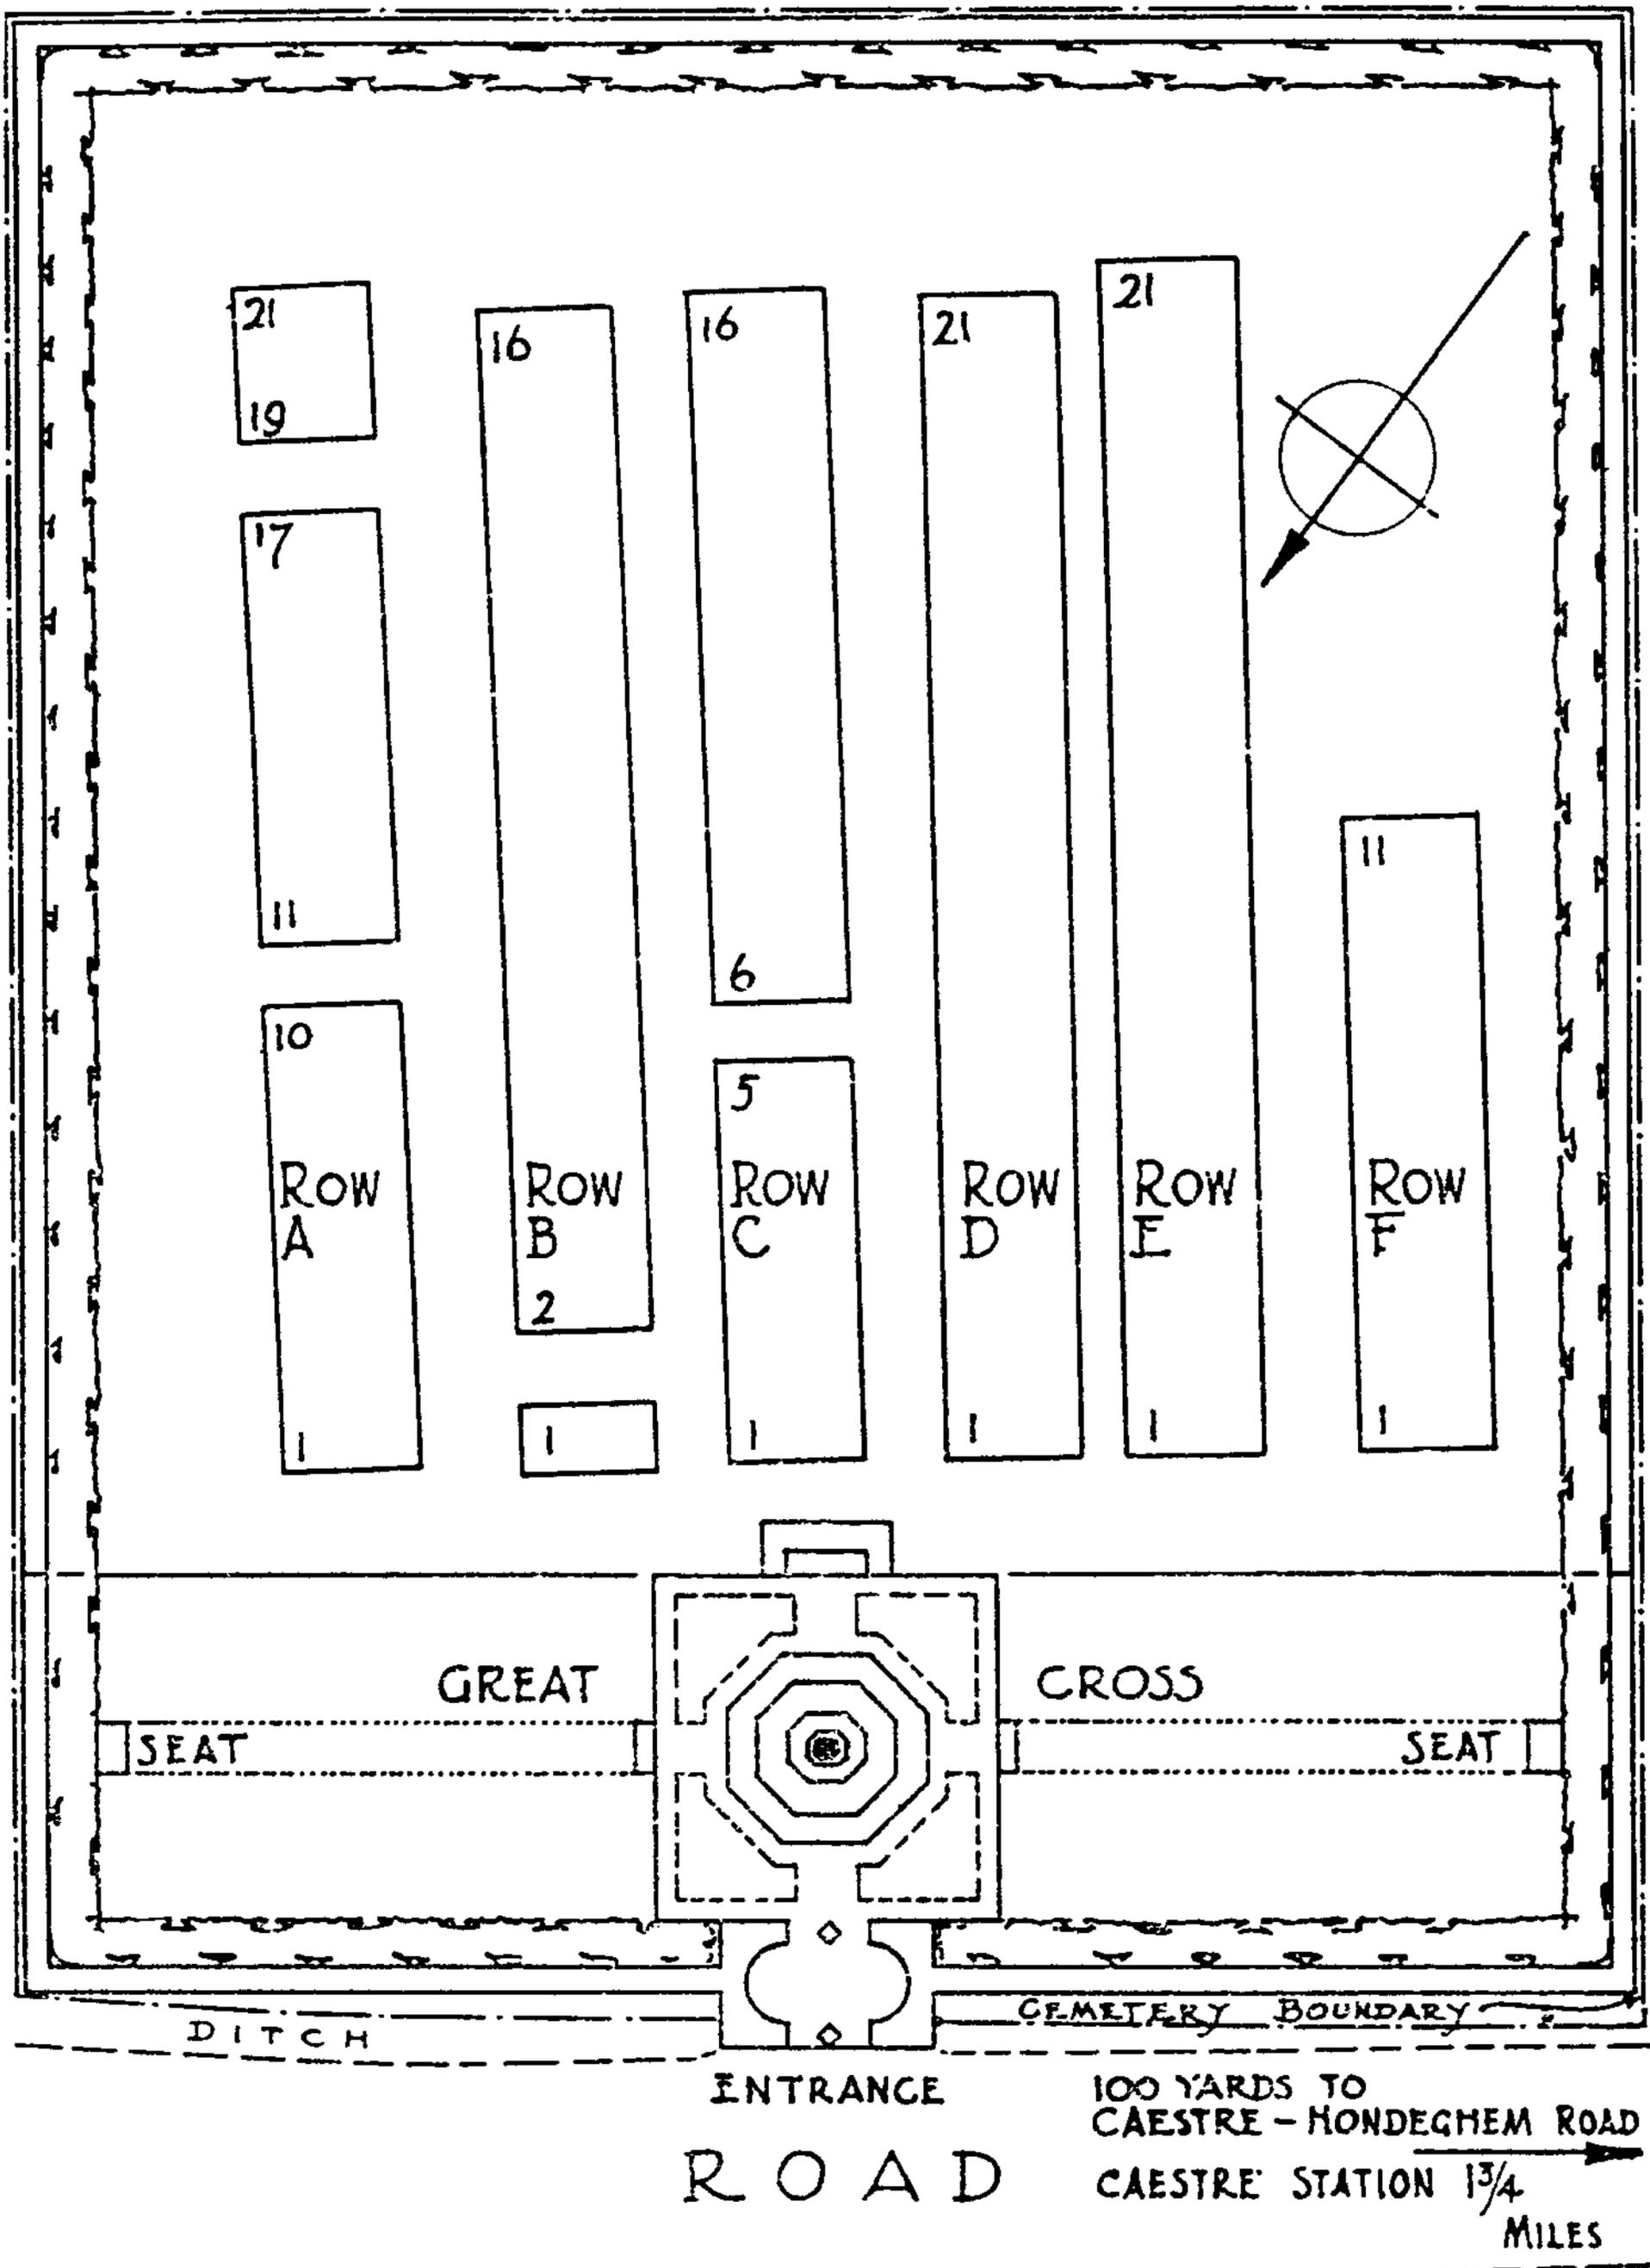 21
16
16
21
21
19
17
11
11
6
10
5
ROW A
ROW B
ROW C
ROW D
ROW E
ROW F
2
1
1
1
1
1
1
GREAT CROSS
SEAT
SEAT
DITCH
CEMETERY BOUNDARY
ENTRANCE
100 YARDS TO
CAESTRE - HONDEGHEM ROAD
ROAD
CAESTRE STATION 1¾
MILES